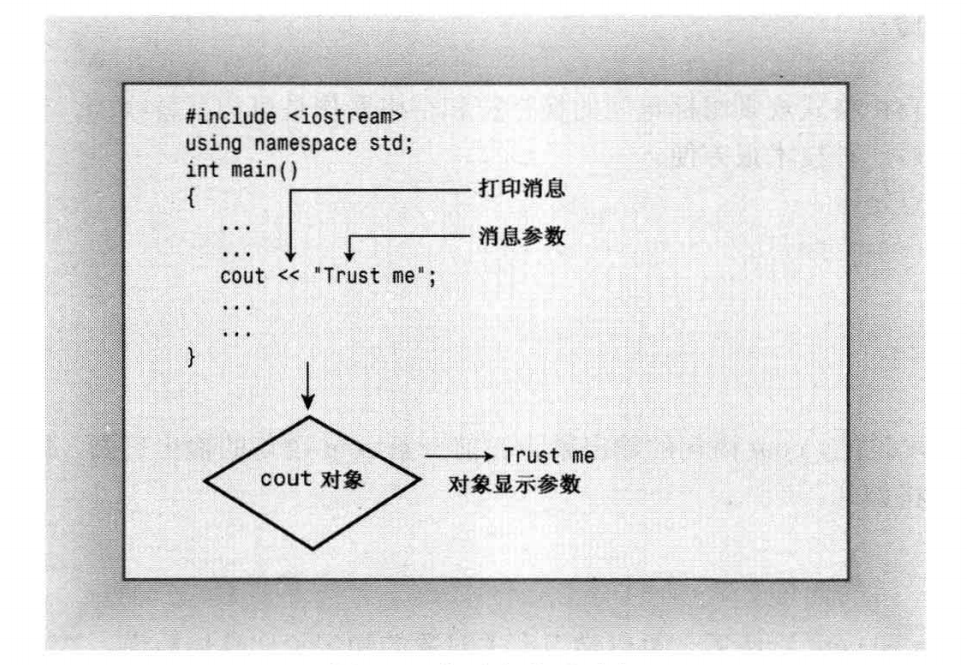 #include <iostream>
using namespace std;
int main()
{
打印消息
...
消息参数
...
cout << "Trust me";
...
...
}
cout 对象
Trust me
对象显示参数